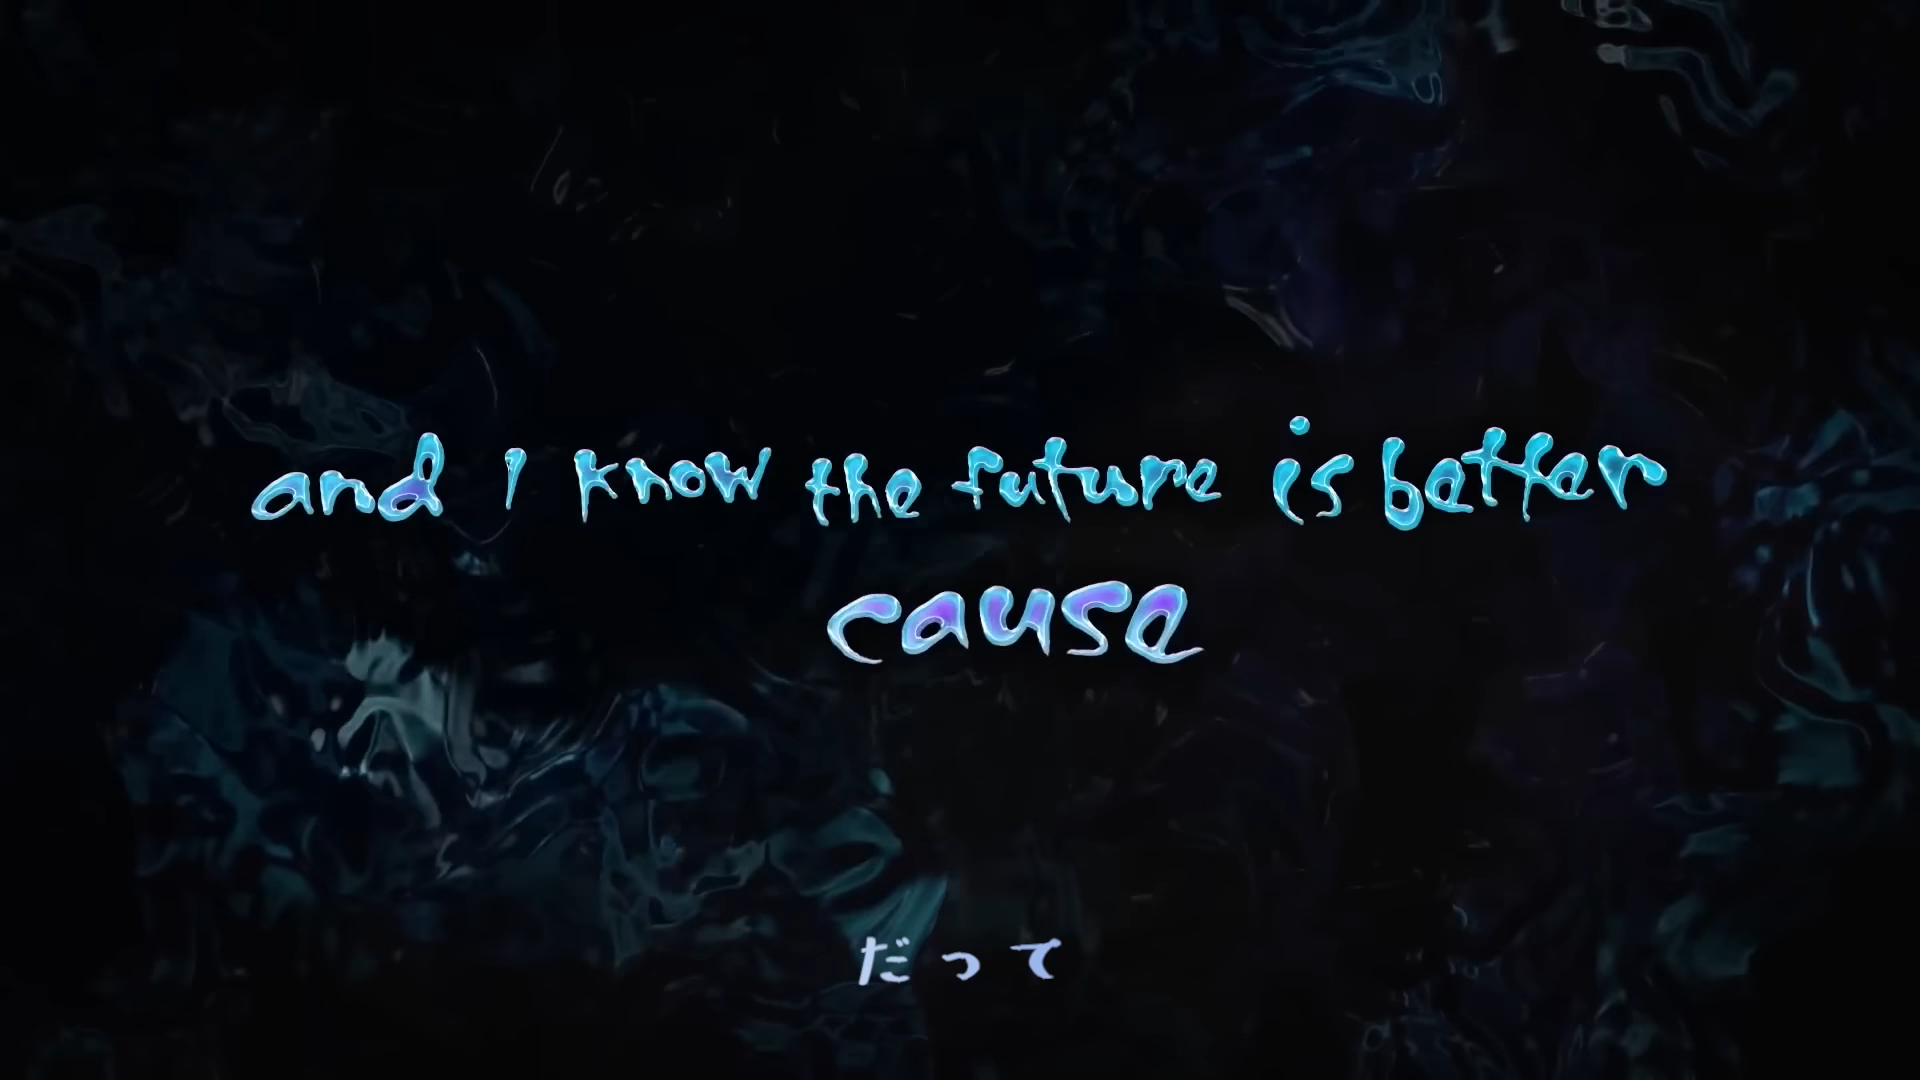 and I know the future is better
cause
だって